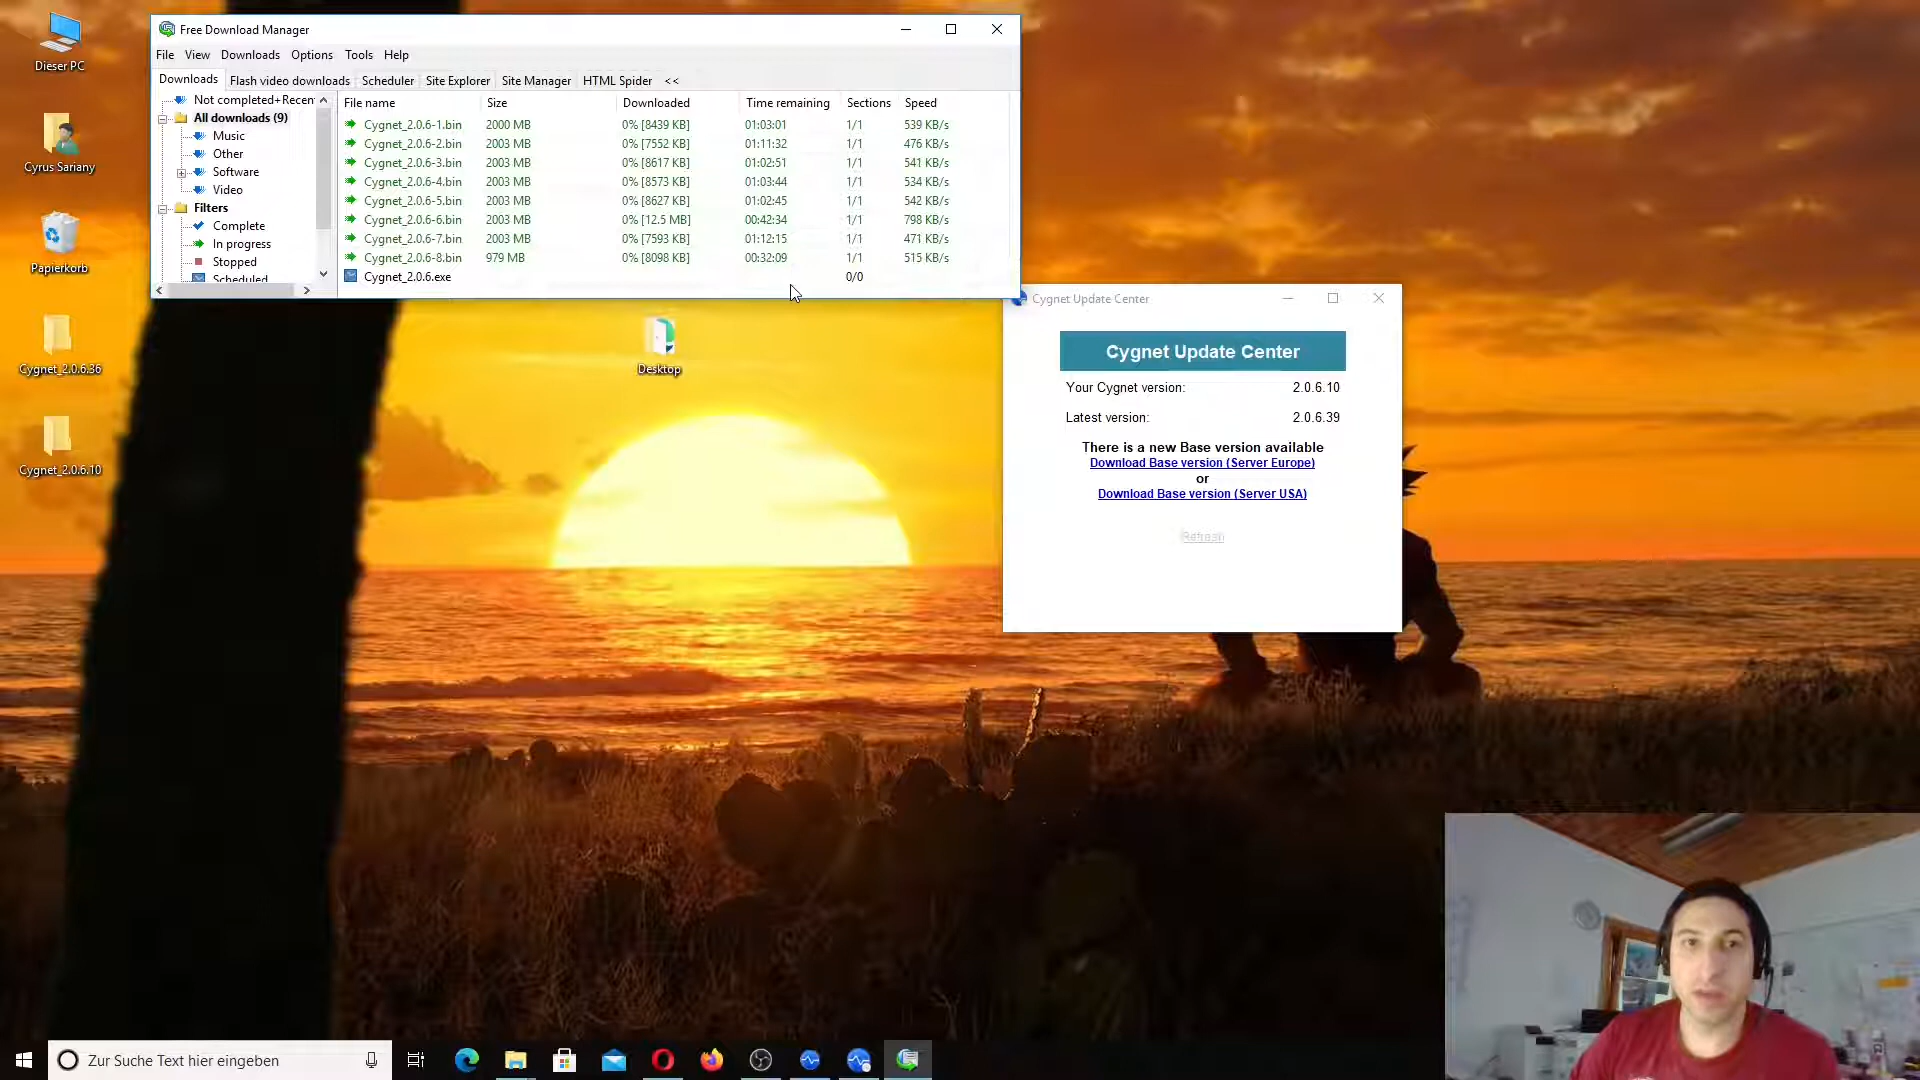 Dieser PC
Cyrus Sariany
Papierkorb
Cygnet_2.0.6.36
Cygnet_2.0.6.10
Free Download Manager
File View Downloads Options Tools Help
Downloads Flash video downloads Scheduler Site Explorer Site Manager HTML Spider <<
Not completed+Recen
All downloads (9)
Music
Other
Software
Video
Filters
Complete
In progress
Stopped
Scheduled
File name Size Downloaded Time remaining Sections Speed
Cygnet_2.0.6-1.bin 2000 MB 0% [8439 KB] 01:03:01 1/1 539 KB/s
Cygnet_2.0.6-2.bin 2003 MB 0% [7552 KB] 01:11:32 1/1 476 KB/s
Cygnet_2.0.6-3.bin 2003 MB 0% [8617 KB] 01:02:51 1/1 541 KB/s
Cygnet_2.0.6-4.bin 2003 MB 0% [8573 KB] 01:03:44 1/1 534 KB/s
Cygnet_2.0.6-5.bin 2003 MB 0% [8627 KB] 01:02:45 1/1 542 KB/s
Cygnet_2.0.6-6.bin 2003 MB 0% [12.5 MB] 00:42:34 1/1 798 KB/s
Cygnet_2.0.6-7.bin 2003 MB 0% [7593 KB] 01:12:15 1/1 471 KB/s
Cygnet_2.0.6-8.bin 979 MB 0% [8098 KB] 00:32:09 1/1 515 KB/s
Cygnet_2.0.6.exe 0/0
Desktop
Cygnet Update Center
Cygnet Update Center
Your Cygnet version: 2.0.6.10
Latest version: 2.0.6.39
There is a new Base version available
Download Base version (Server Europe)
or
Download Base version (Server USA)
Refresh
Zur Suche Text hier eingeben